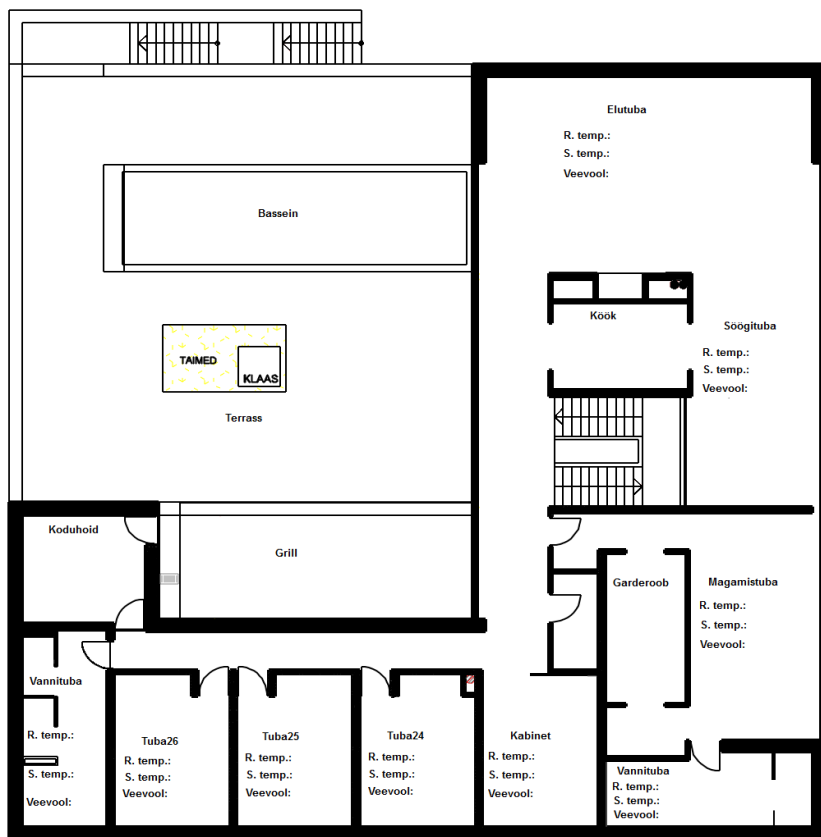 Elutuba
R. temp.:
S. temp.:
Veevool:
Bassein
Köök
Söögituba
R. temp.:
S. temp.:
Veevool:
TAIMED
KLAAS
Terrass
Koduhoid
Grill
Garderoob
Magamistuba
R. temp.:
S. temp.:
Veevool:
Vannituba
R. temp.:
S. temp.:
Veevool:
Tuba26
R. temp.:
S. temp.:
Veevool:
Tuba25
R. temp.:
S. temp.:
Veevool:
Tuba24
R. temp.:
S. temp.:
Veevool:
Kabinet
R. temp.:
S. temp.:
Veevool:
Vannituba
R. temp.:
S. temp.:
Veevool: